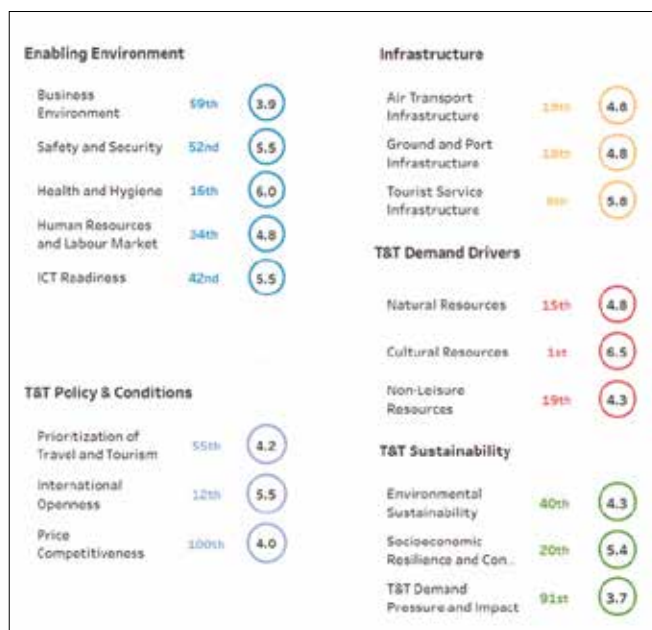 Enabling Environment
Business
Environment
59th
3.9
Safety and Security
52nd
5.5
Health and Hygiene
16th
6.0
Human Resources
and Labour Market
34th
4.8
ICT Readiness
42nd
5.5
T&T Policy & Conditions
Prioritization of
Travel and Tourism
55th
4.2
International
Openness
12th
5.5
Price
Competitiveness
100th
4.0
Infrastructure
Air Transport
Infrastructure
4.8
Ground and Port
Infrastructure
4.8
Tourist Service
Infrastructure
5.8
T&T Demand Drivers
Natural Resources
15th
4.8
Cultural Resources
1st
6.5
Non-Leisure
Resources
19th
4.3
T&T Sustainability
Environmental
Sustainability
40th
4.3
Socioeconomic
Resilience and Con..
20th
5.4
T&T Demand
Pressure and Impact
91st
3.7